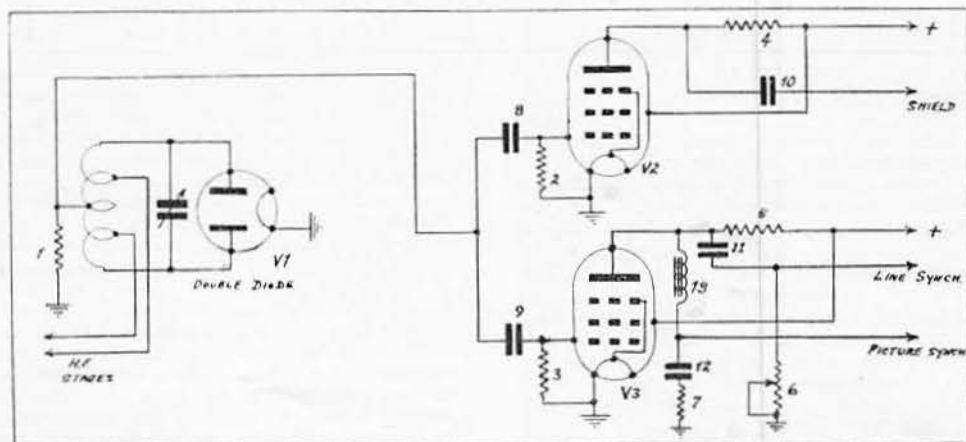 +
4
10
SHIELD
8
2
V2
1
V1
DOUBLE DIODE
H.F
STAGES
5
+
11
LINE SYNCH.
13
PICTURE SYNCH
9
3
V3
12
7
6